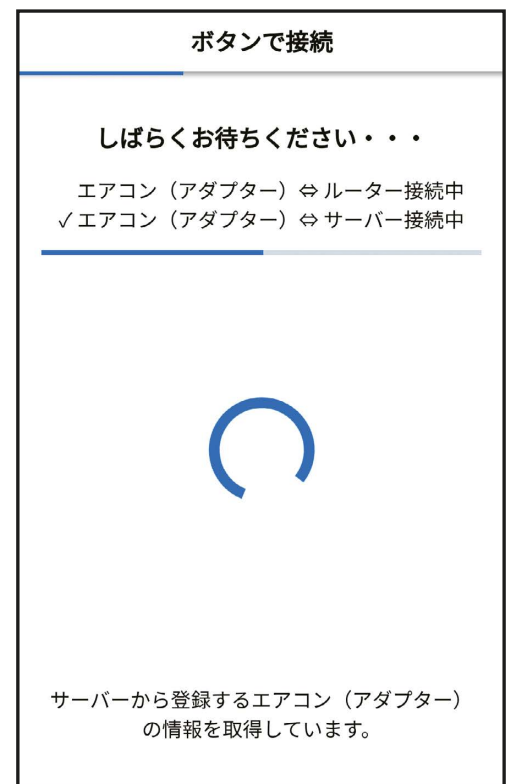 ボタンで接続
しばらくお待ちください・・・
エアコン（アダプター）⇔ ルーター接続中
✓ エアコン（アダプター）⇔ サーバー接続中
サーバーから登録するエアコン（アダプター）
の情報を取得しています。